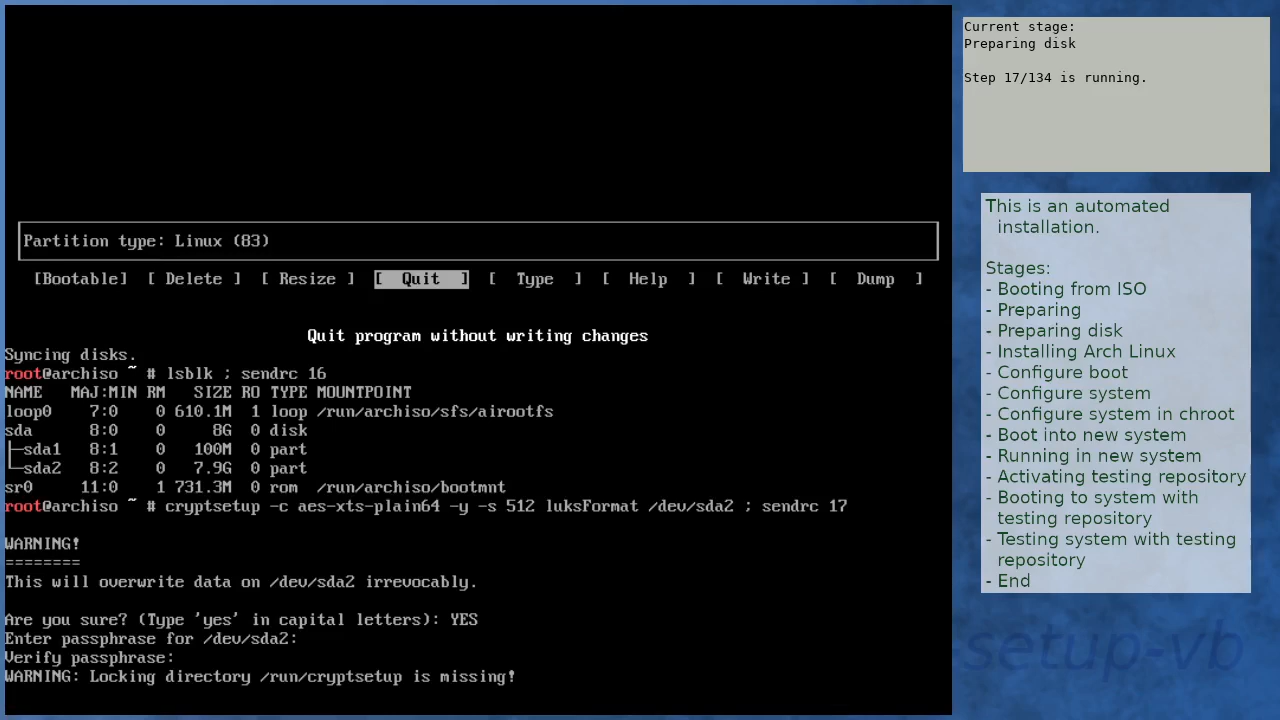 Partition type: Linux (83)
[Bootable] [ Delete ] [ Resize ] [ Quit ] [ Type ] [ Help ] [ Write ] [ Dump ]
Quit program without writing changes
Syncing disks.
root@archiso ~ # lsblk ; sendrc 16
NAME MAJ:MIN RM SIZE RO TYPE MOUNTPOINT
loop0 7:0 0 610.1M 1 loop /run/archiso/sfs/airootfs
sda 8:0 0 8G 0 disk
├─sda1 8:1 0 100M 0 part
└─sda2 8:2 0 7.9G 0 part
sr0 11:0 1 731.3M 0 rom /run/archiso/bootmnt
root@archiso ~ # cryptsetup -c aes-xts-plain64 -y -s 512 luksFormat /dev/sda2 ; sendrc 17
WARNING!
========
This will overwrite data on /dev/sda2 irrevocably.
Are you sure? (Type 'yes' in capital letters): YES
Enter passphrase for /dev/sda2:
Verify passphrase:
WARNING: Locking directory /run/cryptsetup is missing!
Current stage:
Preparing disk
Step 17/134 is running.
This is an automated
installation.
Stages:
- Booting from ISO
- Preparing
- Preparing disk
- Installing Arch Linux
- Configure boot
- Configure system
- Configure system in chroot
- Boot into new system
- Running in new system
- Activating testing repository
- Booting to system with
testing repository
- Testing system with testing
repository
- End
setup-vb